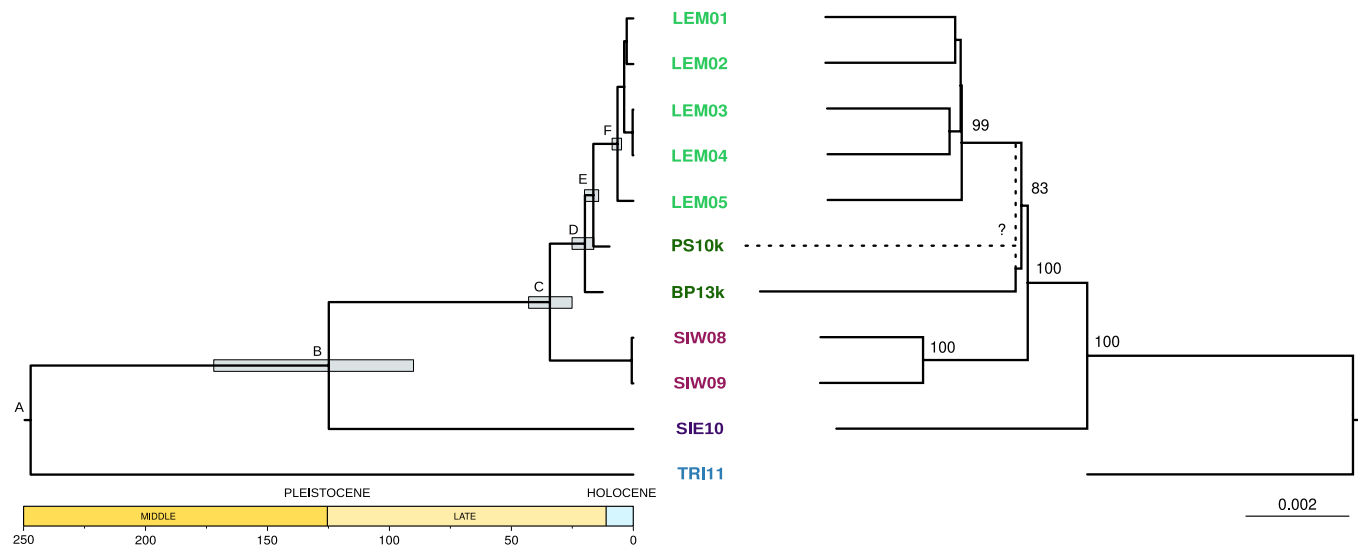 LEM01
LEM02
LEM03
LEM04
F
99
E
83
LEM05
D
PS10k
?
C
BP13k
100
B
SIW08
100
100
SIW09
A
SIE10
TRI11
PLEISTOCENE HOLOCENE
MIDDLE LATE
0.002
250 200 150 100 50 0